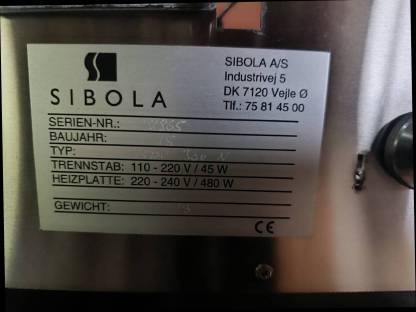 SIBOLA
SIBOLA A/S
Industrivej 5
DK 7120 Vejle Ø
Tlf.: 75 81 45 00
SERIEN-NR.:
BAUJAHR:
TYP:
TRENNSTAB: 110 - 220 V / 45 W
HEIZPLATTE: 220 - 240 V / 480 W
GEWICHT:
CE